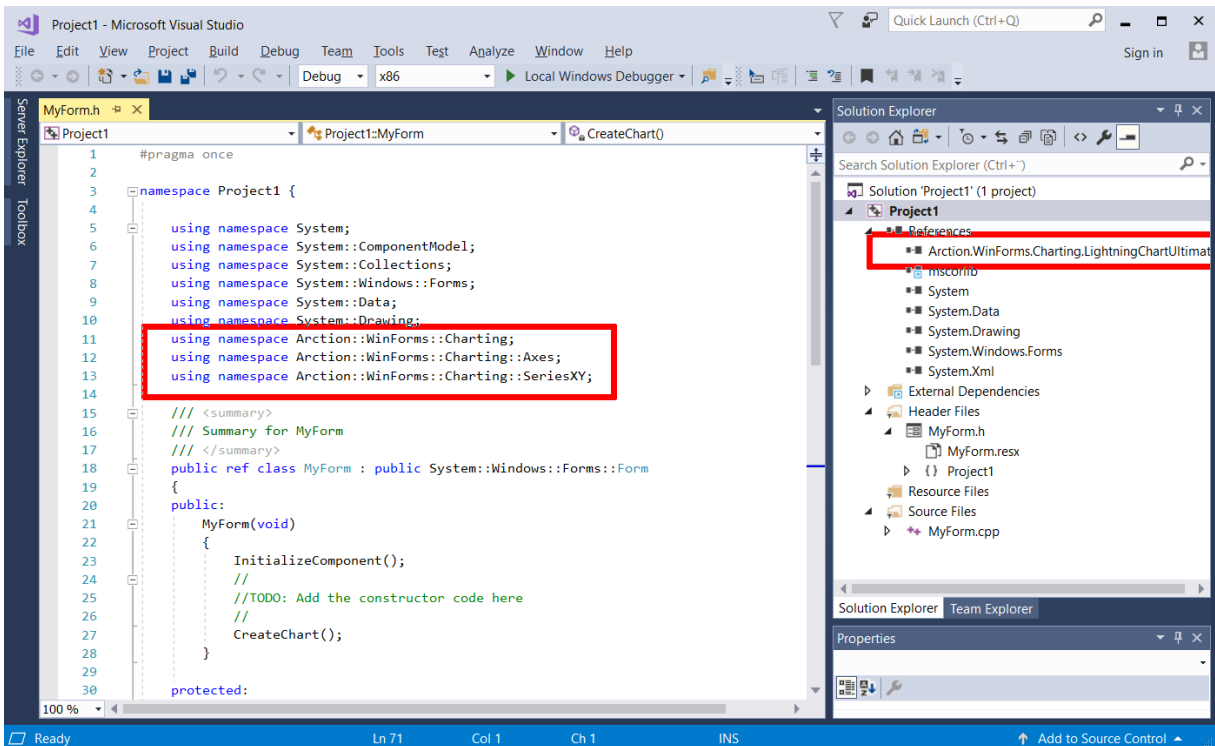 Project1 - Microsoft Visual Studio
Quick Launch (Ctrl+Q)
File Edit View Project Build Debug Team Tools Test Analyze Window Help
Sign in
Debug x86 Local Windows Debugger
Server Explorer
Toolbox
MyForm.h
Project1 Project1::MyForm CreateChart()
1 #pragma once
2
3 namespace Project1 {
4
5 using namespace System;
6 using namespace System::ComponentModel;
7 using namespace System::Collections;
8 using namespace System::Windows::Forms;
9 using namespace System::Data;
10 using namespace System::Drawing;
11 using namespace Arction::WinForms::Charting;
12 using namespace Arction::WinForms::Charting::Axes;
13 using namespace Arction::WinForms::Charting::SeriesXY;
14
15 /// <summary>
16 /// Summary for MyForm
17 /// </summary>
18 public ref class MyForm : public System::Windows::Forms::Form
19 {
20 public:
21 MyForm(void)
22 {
23 InitializeComponent();
24 //
25 //TODO: Add the constructor code here
26 //
27 CreateChart();
28 }
29
30 protected:
100 %
Solution Explorer
Search Solution Explorer (Ctrl+¨)
Solution 'Project1' (1 project)
Project1
References
Arction.WinForms.Charting.LightningChartUltimat
mscorlib
System
System.Data
System.Drawing
System.Windows.Forms
System.Xml
External Dependencies
Header Files
MyForm.h
MyForm.resx
{} Project1
Resource Files
Source Files
MyForm.cpp
Solution Explorer Team Explorer
Properties
Ready Ln 71 Col 1 Ch 1 INS Add to Source Control